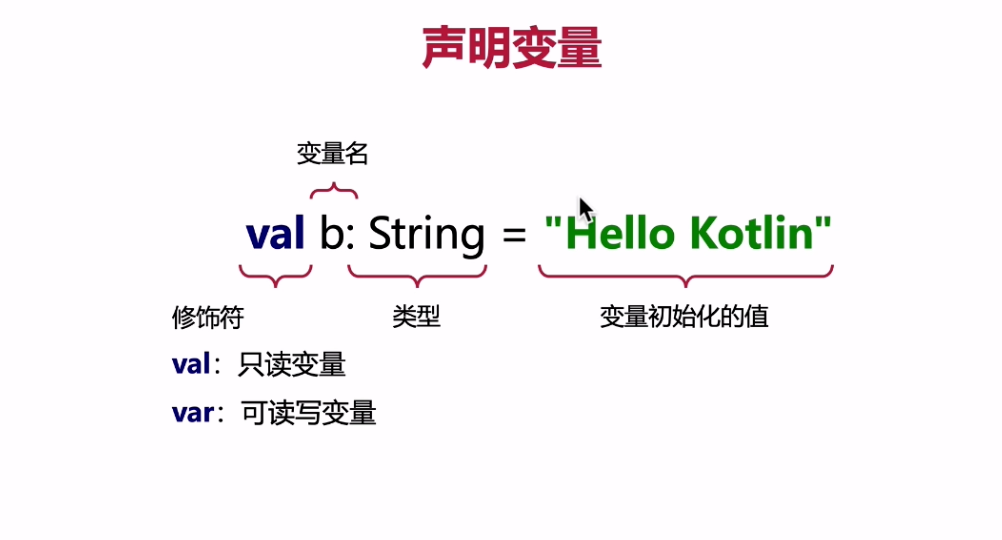 声明变量
变量名
val b: String = "Hello Kotlin"
修饰符 类型 变量初始化的值
val：只读变量
var：可读写变量